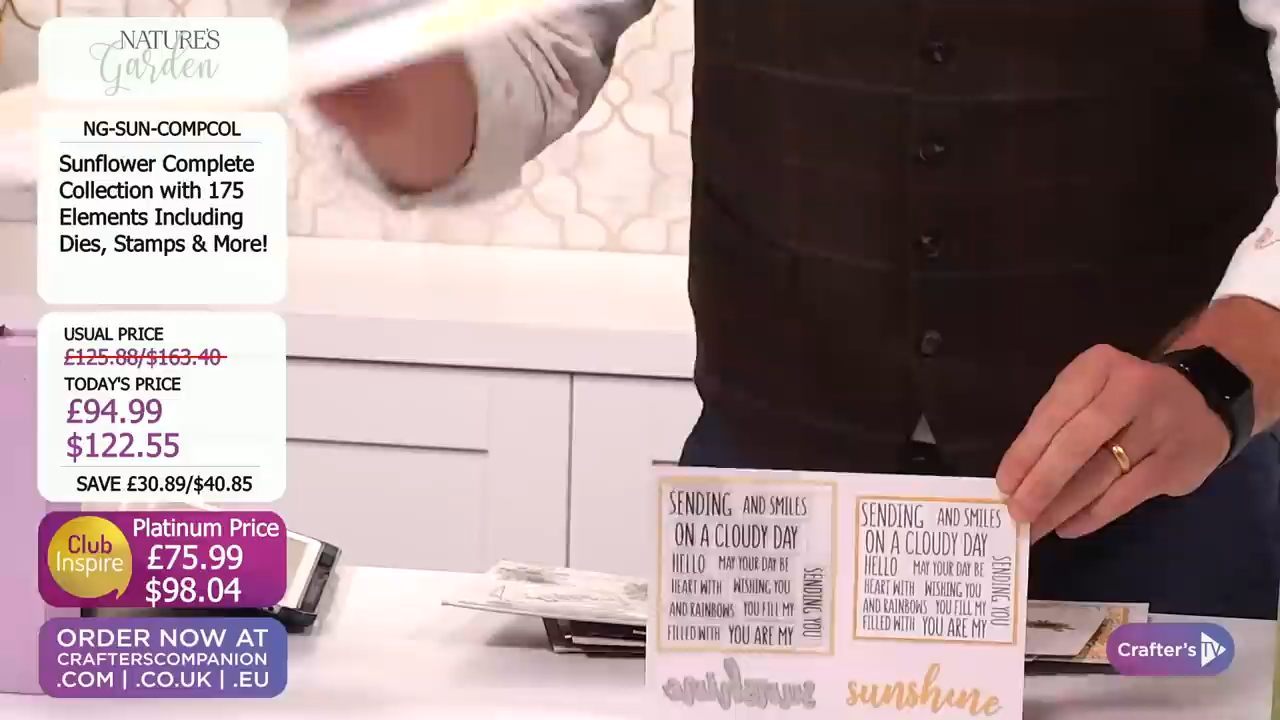 NATURE'S
Garden
NG-SUN-COMPCOL
Sunflower Complete
Collection with 175
Elements Including
Dies, Stamps & More!
USUAL PRICE
£125.88/$163.40
TODAY'S PRICE
£94.99
$122.55
SAVE £30.89/$40.85
Club
Inspire
Platinum Price
£75.99
$98.04
ORDER NOW AT
CRAFTERSCOMPANION
.COM | .CO.UK | .EU
SENDING AND SMILES
ON A CLOUDY DAY
HELLO MAY YOUR DAY BE
HEART WITH WISHING YOU
AND RAINBOWS YOU FILL MY
FILLED WITH YOU ARE MY
SENDING YOU
sunshine
SENDING AND SMILES
ON A CLOUDY DAY
HELLO MAY YOUR DAY BE
HEART WITH WISHING YOU
AND RAINBOWS YOU FILL MY
FILLED WITH YOU ARE MY
SENDING YOU
sunshine
Crafter's TV